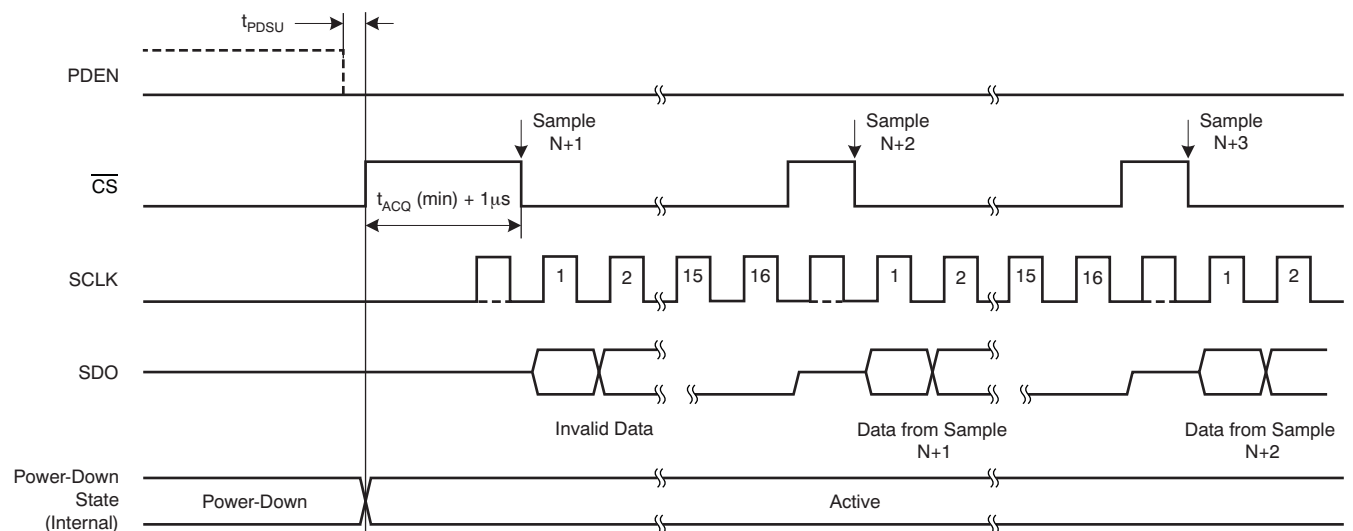 tPDSU
PDEN
Sample
N+1
Sample
N+2
Sample
N+3
CS
tACQ (min) + 1µs
SCLK
1 2 15 16 1 2 15 16 1 2
SDO
Invalid Data
Data from Sample
N+1
Data from Sample
N+2
Power-Down
State
(Internal)
Power-Down
Active